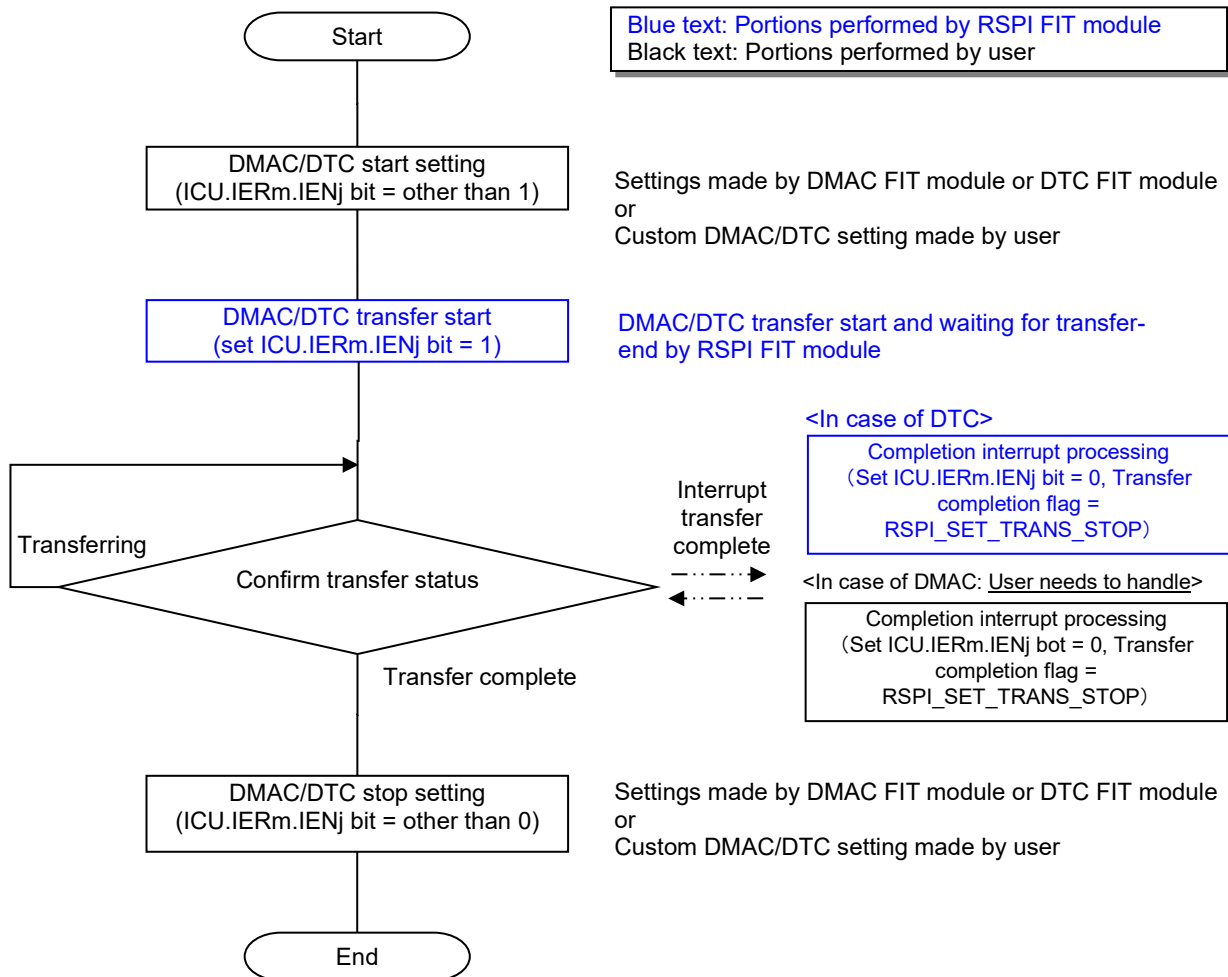 Start
Blue text: Portions performed by RSPI FIT module
Black text: Portions performed by user
DMAC/DTC start setting
(ICU.IERm.IENj bit = other than 1)
Settings made by DMAC FIT module or DTC FIT module
or
Custom DMAC/DTC setting made by user
DMAC/DTC transfer start
(set ICU.IERm.IENj bit = 1)
DMAC/DTC transfer start and waiting for transfer-
end by RSPI FIT module
<In case of DTC>
Completion interrupt processing
（Set ICU.IERm.IENj bit = 0, Transfer
completion flag =
RSPI_SET_TRANS_STOP）
Interrupt
transfer
complete
Transferring
Confirm transfer status
<In case of DMAC: User needs to handle>
Completion interrupt processing
（Set ICU.IERm.IENj bot = 0, Transfer
completion flag =
RSPI_SET_TRANS_STOP）
Transfer complete
DMAC/DTC stop setting
(ICU.IERm.IENj bit = other than 0)
Settings made by DMAC FIT module or DTC FIT module
or
Custom DMAC/DTC setting made by user
End